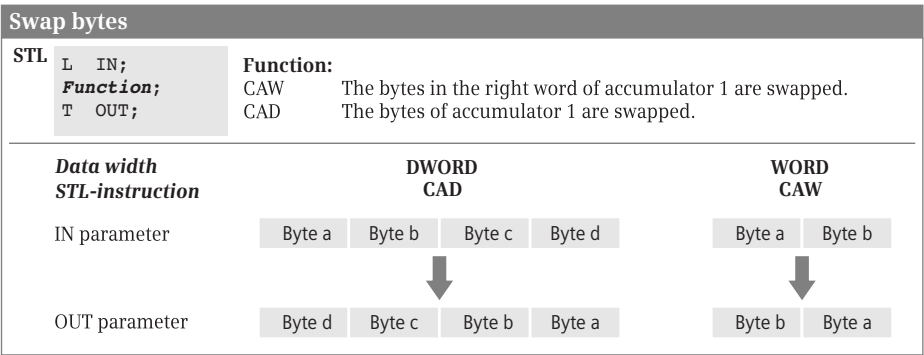 Swap bytes
STL
L IN;
Function;
T OUT;
Function:
CAW The bytes in the right word of accumulator 1 are swapped.
CAD The bytes of accumulator 1 are swapped.
Data width DWORD WORD
STL-instruction CAD CAW
IN parameter Byte a Byte b Byte c Byte d Byte a Byte b
OUT parameter Byte d Byte c Byte b Byte a Byte b Byte a